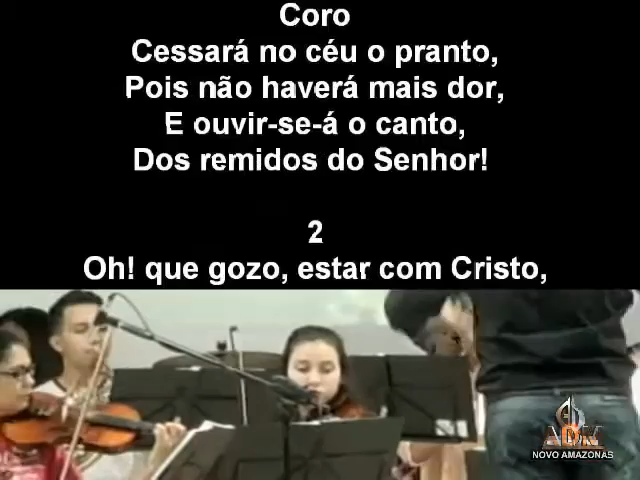 Coro
Cessará no céu o pranto,
Pois não haverá mais dor,
E ouvir-se-á o canto,
Dos remidos do Senhor!
2
Oh! que gozo, estar com Cristo,
NOVO AMAZONAS